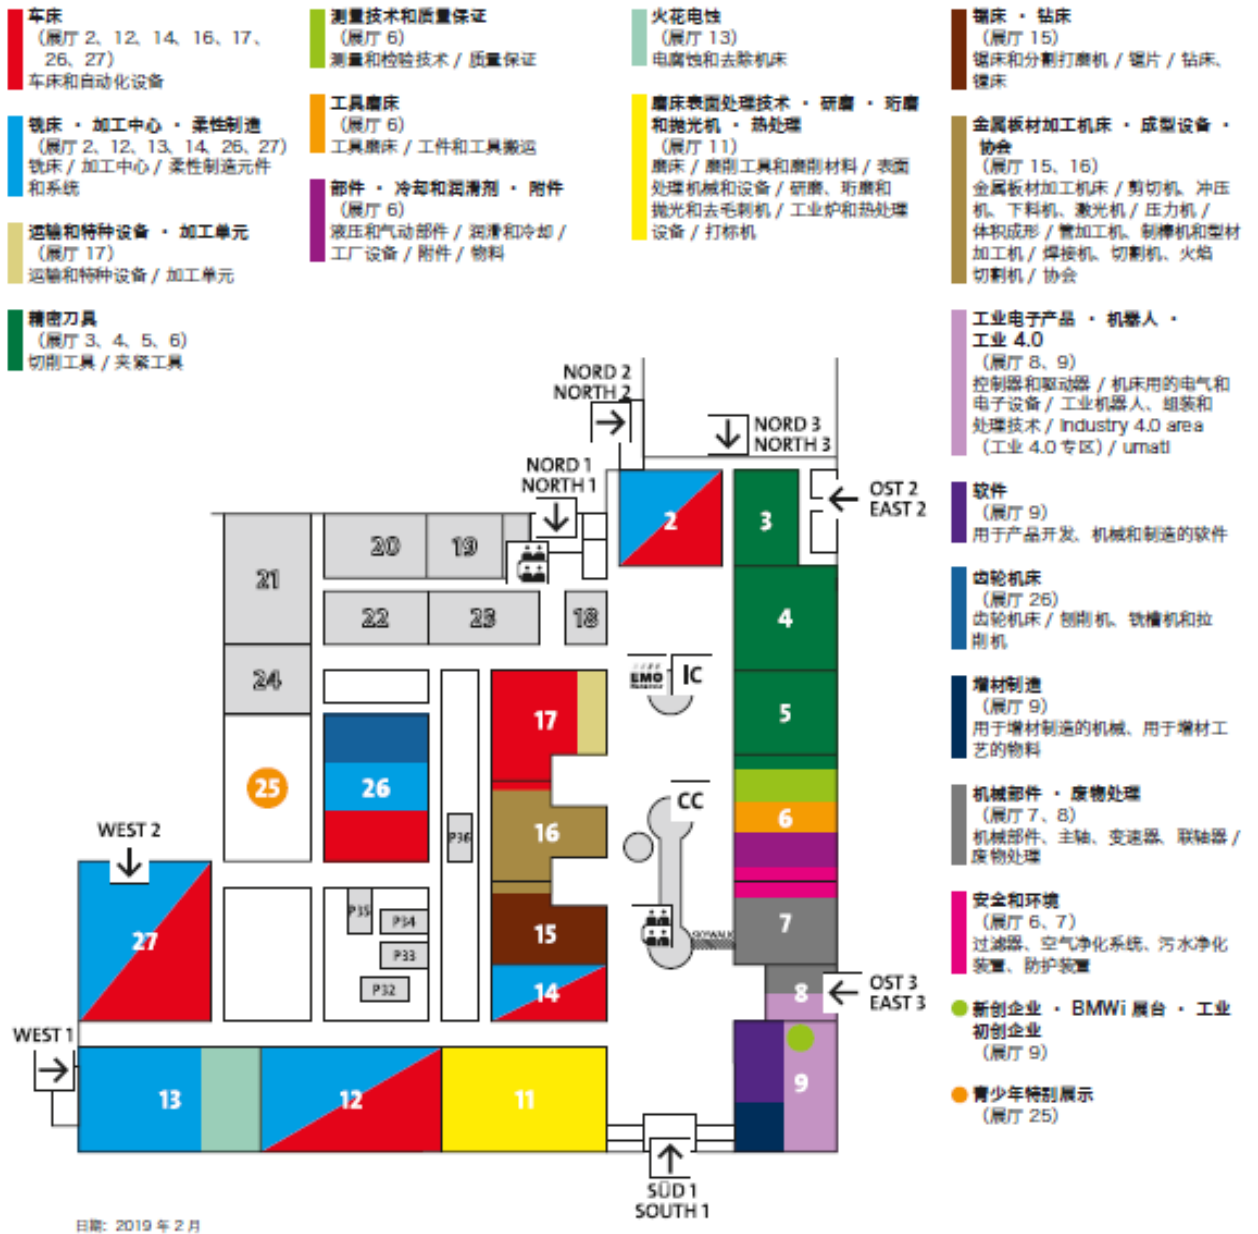 车床
（展厅 2、12、14、16、17、
26、27）
车床和自动化设备
铣床 · 加工中心 · 柔性制造
（展厅 2、12、13、14、26、27）
铣床 / 加工中心 / 柔性制造元件
和系统
运输和特种设备 · 加工单元
（展厅 17）
运输和特种设备 / 加工单元
精密刀具
（展厅 3、4、5、6）
切削工具 / 夹紧工具
测量技术和质量保证
（展厅 6）
测量和检验技术 / 质量保证
工具磨床
（展厅 6）
工具磨床 / 工件和工具搬运
部件 · 冷却和润滑剂 · 附件
（展厅 6）
液压和气动部件 / 润滑和冷却 /
工厂设备 / 附件 / 物料
火花电蚀
（展厅 13）
电腐蚀和去除机床
磨床表面处理技术 · 研磨 · 珩磨
和抛光机 · 热处理
（展厅 11）
磨床 / 磨削工具和磨削材料 / 表面
处理机械和设备 / 研磨、珩磨和
抛光和去毛刺机 / 工业炉和热处理
设备 / 打标机
锯床 · 钻床
（展厅 15）
锯床和分割打磨机 / 锯片 / 钻床、
镗床
金属板材加工机床 · 成型设备 ·
协会
（展厅 15、16）
金属板材加工机床 / 剪切机、冲压
机、下料机、激光机 / 压力机 /
体积成形 / 管加工机、制棒机和型材
加工机 / 焊接机、切割机、火焰
切割机 / 协会
工业电子产品 · 机器人 ·
工业 4.0
（展厅 8、9）
控制器和驱动器 / 机床用的电气和
电子设备 / 工业机器人、组装和
处理技术 / Industry 4.0 area
（工业 4.0 专区）/ umati
软件
（展厅 9）
用于产品开发、机械和制造的软件
齿轮机床
（展厅 26）
齿轮机床 / 刨削机、铣槽机和拉
削机
增材制造
（展厅 9）
用于增材制造的机械、用于增材工
艺的物料
机械部件 · 废物处理
（展厅 7、8）
机械部件、主轴、变速器、联轴器 /
废物处理
安全和环境
（展厅 6、7）
过滤器、空气净化系统、污水净化
装置、防护装置
新创企业 · BMWi 展台 · 工业
初创企业
（展厅 9）
青少年特别展示
（展厅 25）
NORD 2
NORTH 2
NORD 3
NORTH 3
NORD 1
NORTH 1
OST 2
EAST 2
2
3
20
19
21
22
23
18
4
24
EMO
IC
17
5
25
26
CC
WEST 2
P36
16
6
P35
P34
27
15
7
SKYWALK
P33
P32
14
8
OST 3
EAST 3
WEST 1
13
12
11
9
SÜD 1
SOUTH 1
日期: 2019 年 2 月